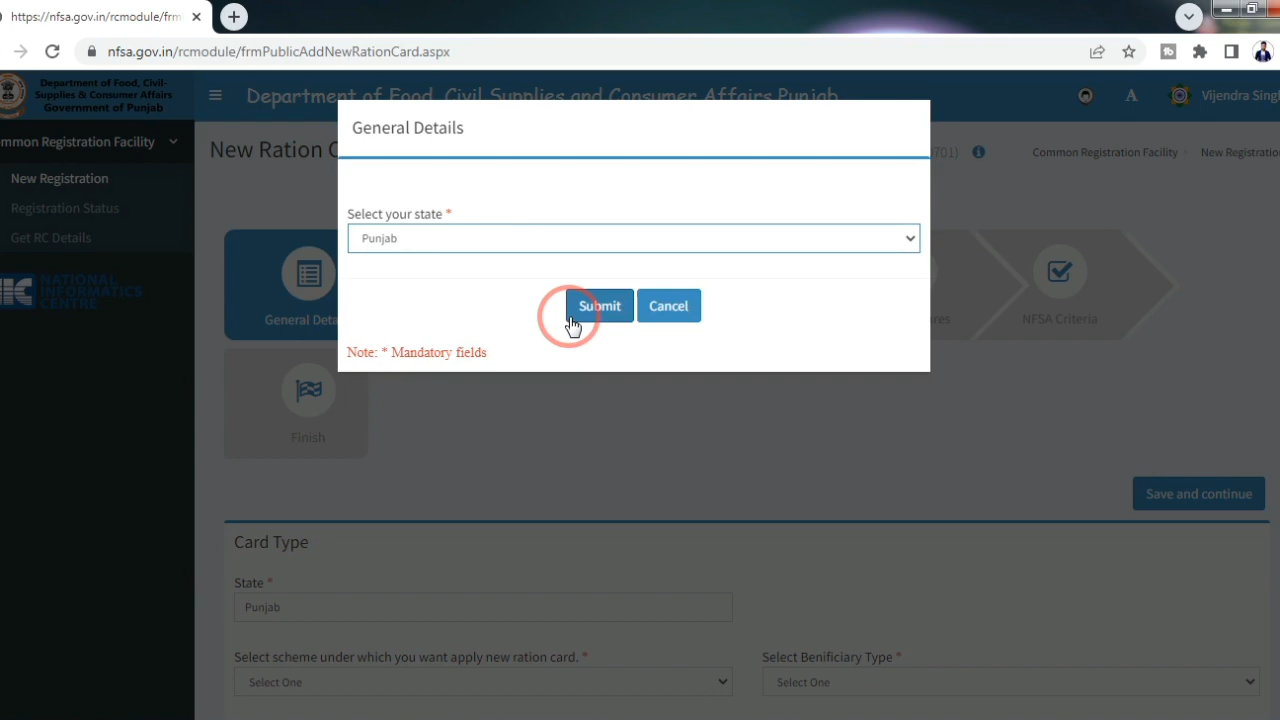 https://nfsa.gov.in/rcmodule/frm
nfsa.gov.in/rcmodule/frmPublicAddNewRationCard.aspx
Department of Food, Civil-
Supplies & Consumer Affairs
Government of Punjab
Department of Food, Civil Supplies and Consumer Affairs Punjab
A
Vijendra Singh
mmon Registration Facility
New Registration
Registration Status
Get RC Details
NATIONAL
INFORMATICS
CENTRE
New Ration C
701)
Common Registration Facility
New Registratio
General Details
Select your state *
Punjab
Submit
Cancel
Note: * Mandatory fields
General Deta
res
NFSA Criteria
Finish
Save and continue
Card Type
State *
Punjab
Select scheme under which you want apply new ration card. *
Select Benificiary Type *
Select One
Select One